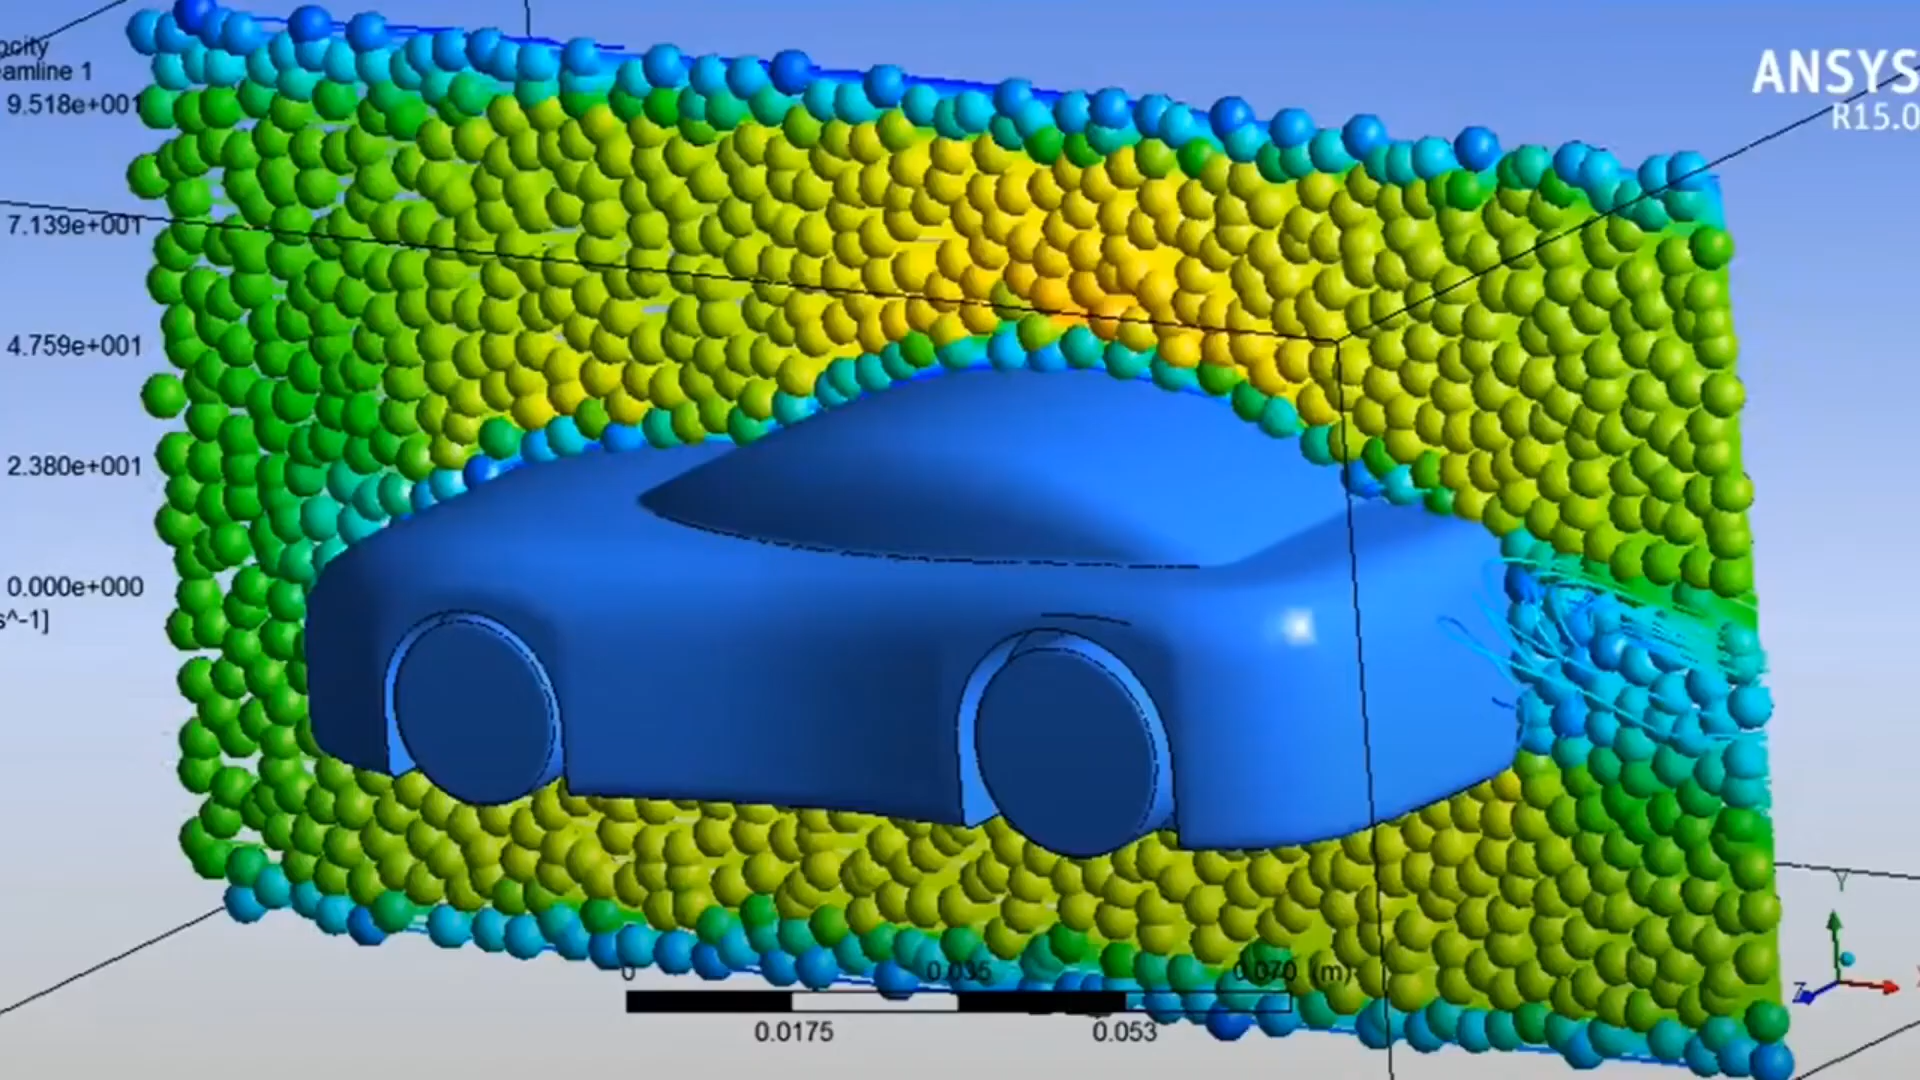 ocity
eamline 1
9.518e+001
7.139e+001
4.759e+001
2.380e+001
0.000e+000
s^-1]
ANSYS
R15.0
0 0.035 0.070 (m)
0.0175 0.053
Y
Z